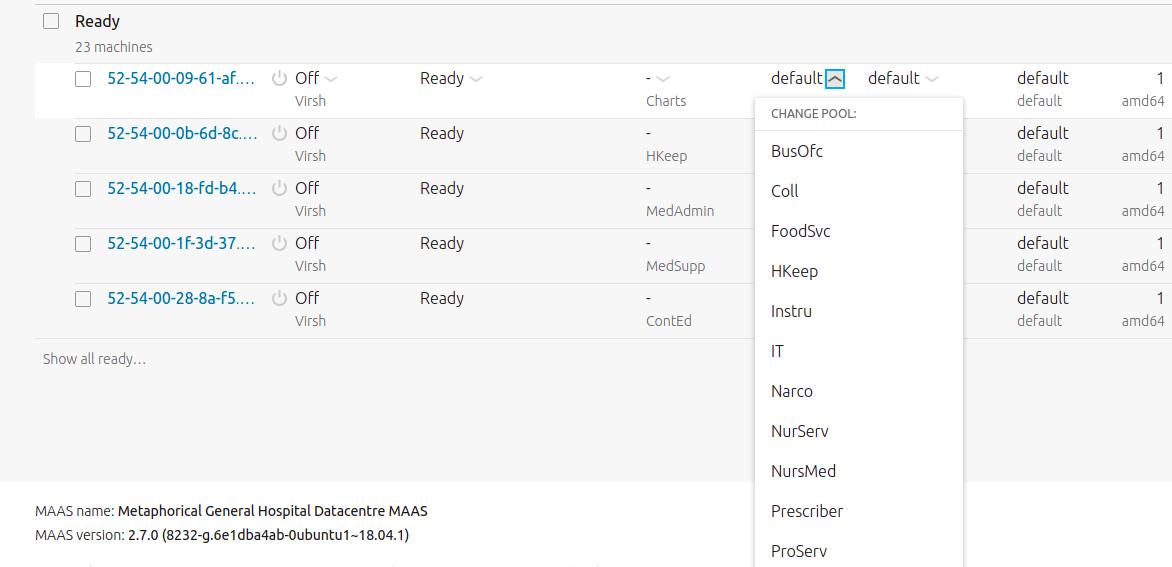 Ready
23 machines
52-54-00-09-61-af.... Off Ready - default default default 1
Virsh Charts default amd64
CHANGE POOL:
52-54-00-0b-6d-8c.... Off Ready - default 1
Virsh HKeep BusOfc default amd64
52-54-00-18-fd-b4.... Off Ready - Coll default 1
Virsh MedAdmin default amd64
FoodSvc
52-54-00-1f-3d-37.... Off Ready - default 1
Virsh MedSupp HKeep default amd64
52-54-00-28-8a-f5.... Off Ready - default 1
Virsh ContEd Instru default amd64
Show all ready... IT
Narco
NurServ
NursMed
MAAS name: Metaphorical General Hospital Datacentre MAAS Prescriber
MAAS version: 2.7.0 (8232-g.6e1dba4ab-0ubuntu1~18.04.1)
ProServ